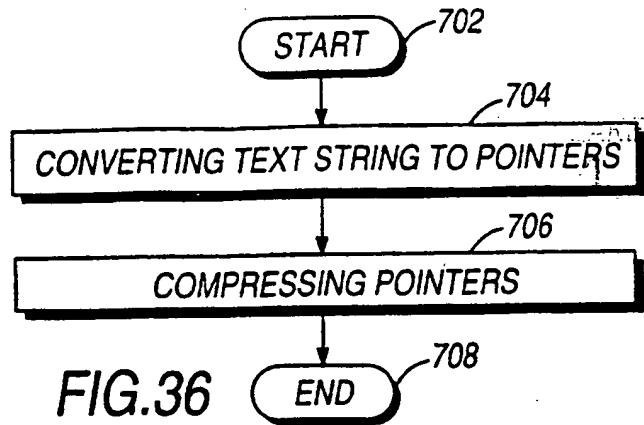 START
702
704
CONVERTING TEXT STRING TO POINTERS
706
COMPRESSING POINTERS
708
END
FIG.36